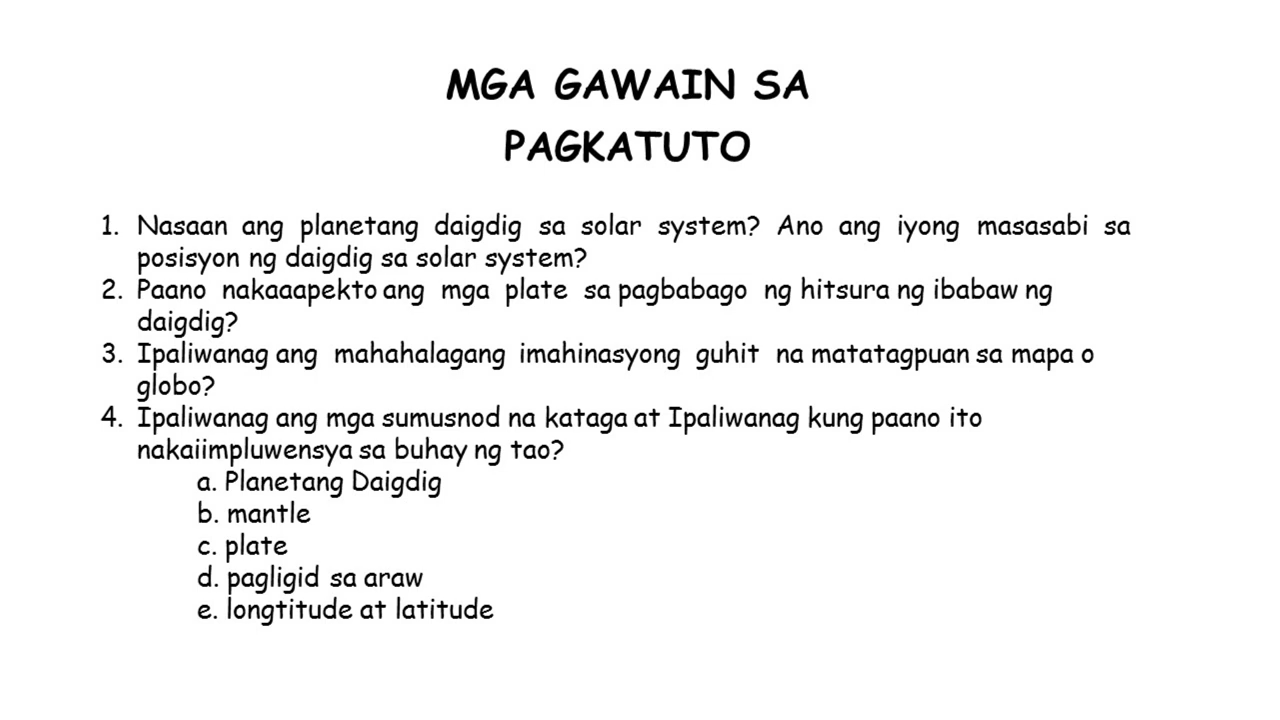 MGA GAWAIN SA
PAGKATUTO
1. Nasaan ang planetang daigdig sa solar system? Ano ang iyong masasabi sa
posisyon ng daigdig sa solar system?
2. Paano nakaaapekto ang mga plate sa pagbabago ng hitsura ng ibabaw ng
daigdig?
3. Ipaliwanag ang mahahalagang imahinasyong guhit na matatagpuan sa mapa o
globo?
4. Ipaliwanag ang mga sumusnod na kataga at Ipaliwanag kung paano ito
nakaiimpluwensya sa buhay ng tao?
a. Planetang Daigdig
b. mantle
c. plate
d. pagligid sa araw
e. longtitude at latitude